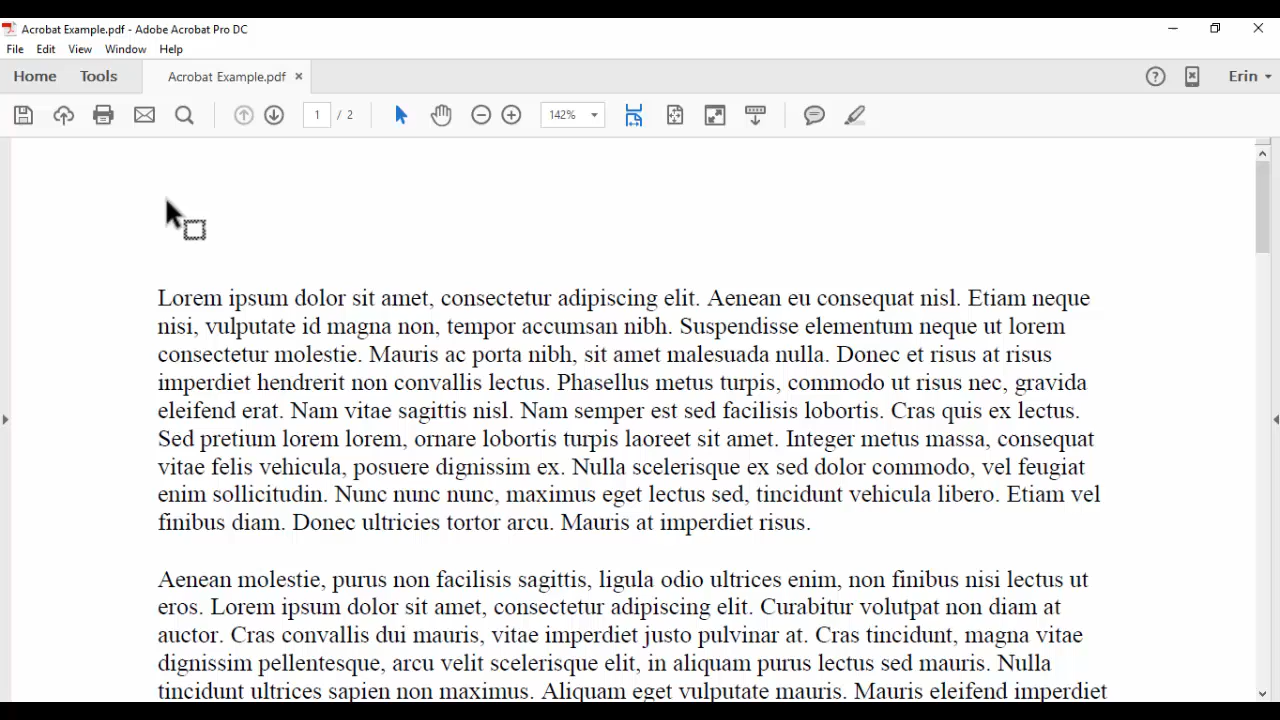 Acrobat Example.pdf - Adobe Acrobat Pro DC
File Edit View Window Help
Home Tools Acrobat Example.pdf × Erin
1 / 2 142%
Lorem ipsum dolor sit amet, consectetur adipiscing elit. Aenean eu consequat nisl. Etiam neque
nisi, vulputate id magna non, tempor accumsan nibh. Suspendisse elementum neque ut lorem
consectetur molestie. Mauris ac porta nibh, sit amet malesuada nulla. Donec et risus at risus
imperdiet hendrerit non convallis lectus. Phasellus metus turpis, commodo ut risus nec, gravida
eleifend erat. Nam vitae sagittis nisl. Nam semper est sed facilisis lobortis. Cras quis ex lectus.
Sed pretium lorem lorem, ornare lobortis turpis laoreet sit amet. Integer metus massa, consequat
vitae felis vehicula, posuere dignissim ex. Nulla scelerisque ex sed dolor commodo, vel feugiat
enim sollicitudin. Nunc nunc nunc, maximus eget lectus sed, tincidunt vehicula libero. Etiam vel
finibus diam. Donec ultricies tortor arcu. Mauris at imperdiet risus.
Aenean molestie, purus non facilisis sagittis, ligula odio ultrices enim, non finibus nisi lectus ut
eros. Lorem ipsum dolor sit amet, consectetur adipiscing elit. Curabitur volutpat non diam at
auctor. Cras convallis dui mauris, vitae imperdiet justo pulvinar at. Cras tincidunt, magna vitae
dignissim pellentesque, arcu velit scelerisque elit, in aliquam purus lectus sed mauris. Nulla
tincidunt ultrices sapien non maximus. Aliquam eget vulputate mauris. Mauris eleifend imperdiet